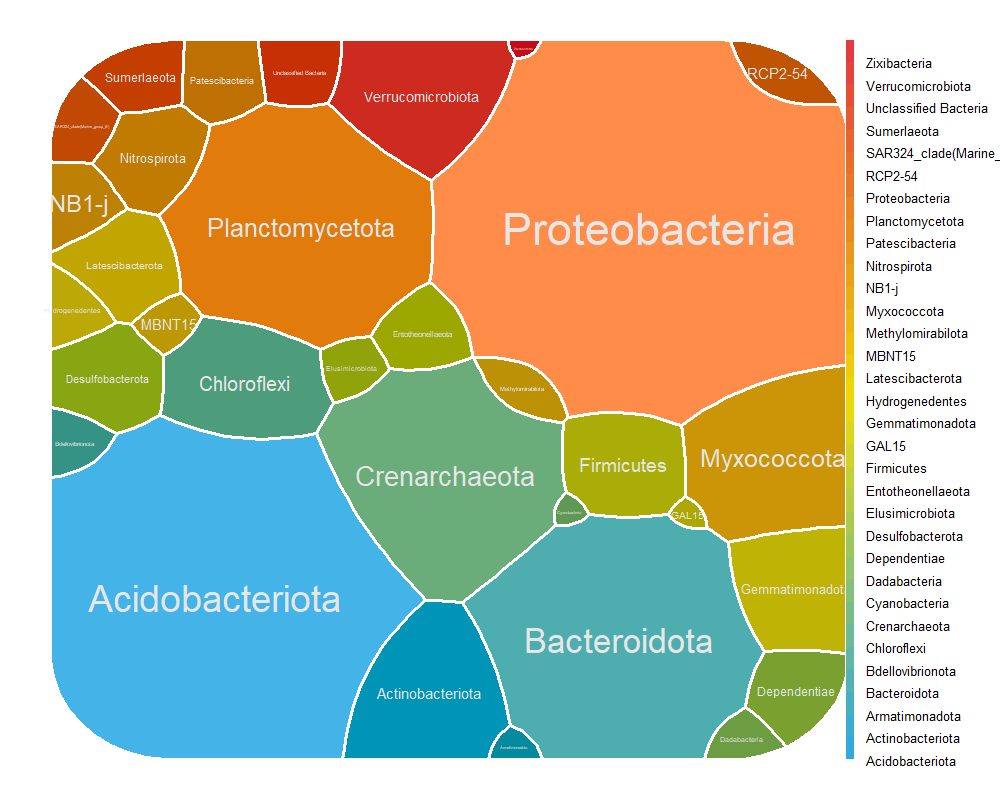 Sumerlaeota
Patescibacteria
Unclassified Bacteria
Verrucomicrobiota
RCP2-54
SAR324_clade(Marine_group_B)
Nitrospirota
NB1-j
Planctomycetota
Proteobacteria
Latescibacterota
drogenedentes
MBNT15
Entotheonellaeota
Desulfobacterota
Chloroflexi
Elusimicrobiota
Methylomirabilota
Bdellovibrionota
Crenarchaeota
Firmicutes
Myxococcota
Cyanobacteria
GAL15
Acidobacteriota
Gemmatimonadot
Bacteroidota
Actinobacteriota
Dependentiae
Dadabacteria
Armatimonadota
Zixibacteria
Verrucomicrobiota
Unclassified Bacteria
Sumerlaeota
SAR324_clade(Marine_
RCP2-54
Proteobacteria
Planctomycetota
Patescibacteria
Nitrospirota
NB1-j
Myxococcota
Methylomirabilota
MBNT15
Latescibacterota
Hydrogenedentes
Gemmatimonadota
GAL15
Firmicutes
Entotheonellaeota
Elusimicrobiota
Desulfobacterota
Dependentiae
Dadabacteria
Cyanobacteria
Crenarchaeota
Chloroflexi
Bdellovibrionota
Bacteroidota
Armatimonadota
Actinobacteriota
Acidobacteriota